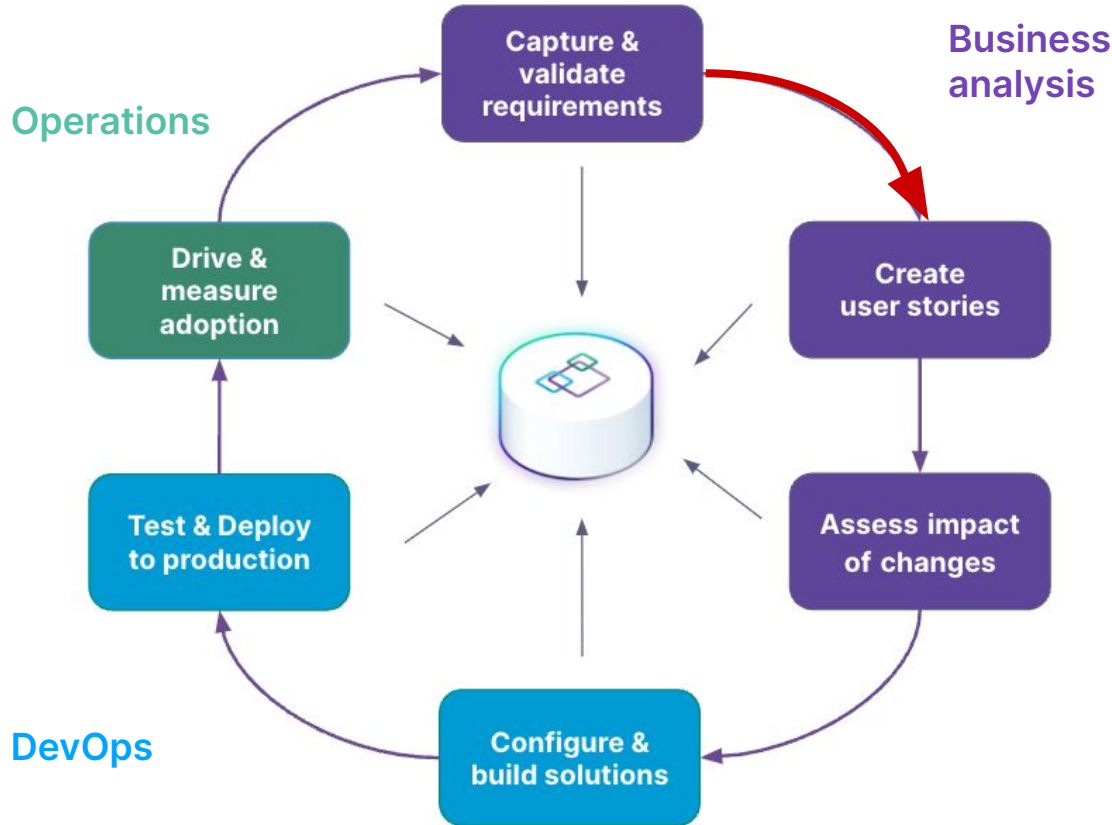 Capture &
validate
requirements
Business
analysis
Operations
Drive &
measure
adoption
Create
user stories
Test & Deploy
to production
Assess impact
of changes
DevOps
Configure &
build solutions